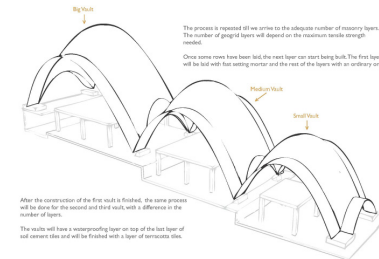 Big Vault
The process is repeated till we arrive to the adequate number of masonry layers.
The number of geogrid layers will depend on the maximum tensile strength
needed.
Once some rows have been laid, the next layer can start being built. The first laye
will be laid with fast setting mortar and the rest of the layers with an ordinary or
Medium Vault
Small Vault
After the construction of the first vault is finished, the same process
will be done for the second and third vault, with a difference in the
number of layers.
The vaults will have a waterproofing layer on top of the last layer of
soil cement tiles and will be finished with a layer of terracotta tiles.